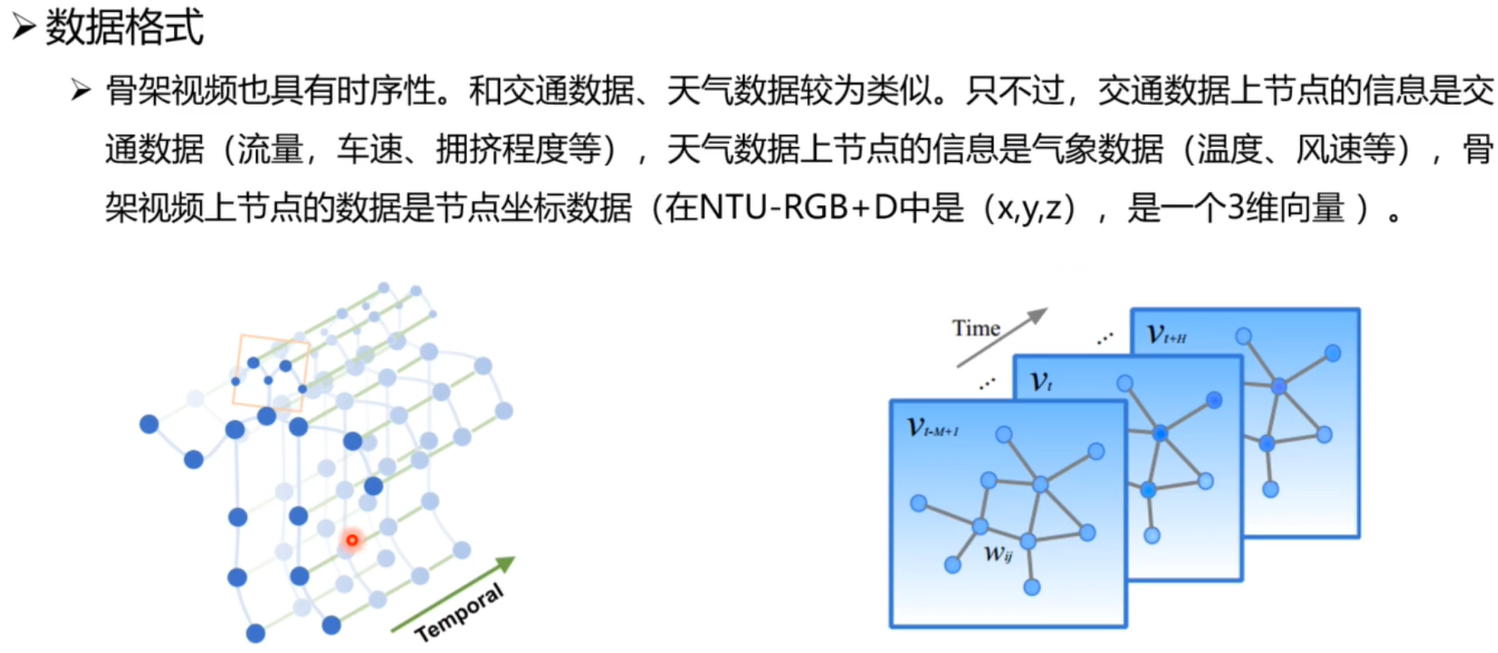 数据格式
骨架视频也具有时序性。和交通数据、天气数据较为类似。只不过，交通数据上节点的信息是交
通数据（流量，车速、拥挤程度等），天气数据上节点的信息是气象数据（温度、风速等），骨
架视频上节点的数据是节点坐标数据（在NTU-RGB+D中是（x,y,z），是一个3维向量 ）。
Temporal
Time
...
...
V_{t+H}
V_t
V_{t-M+1}
w_{ij}